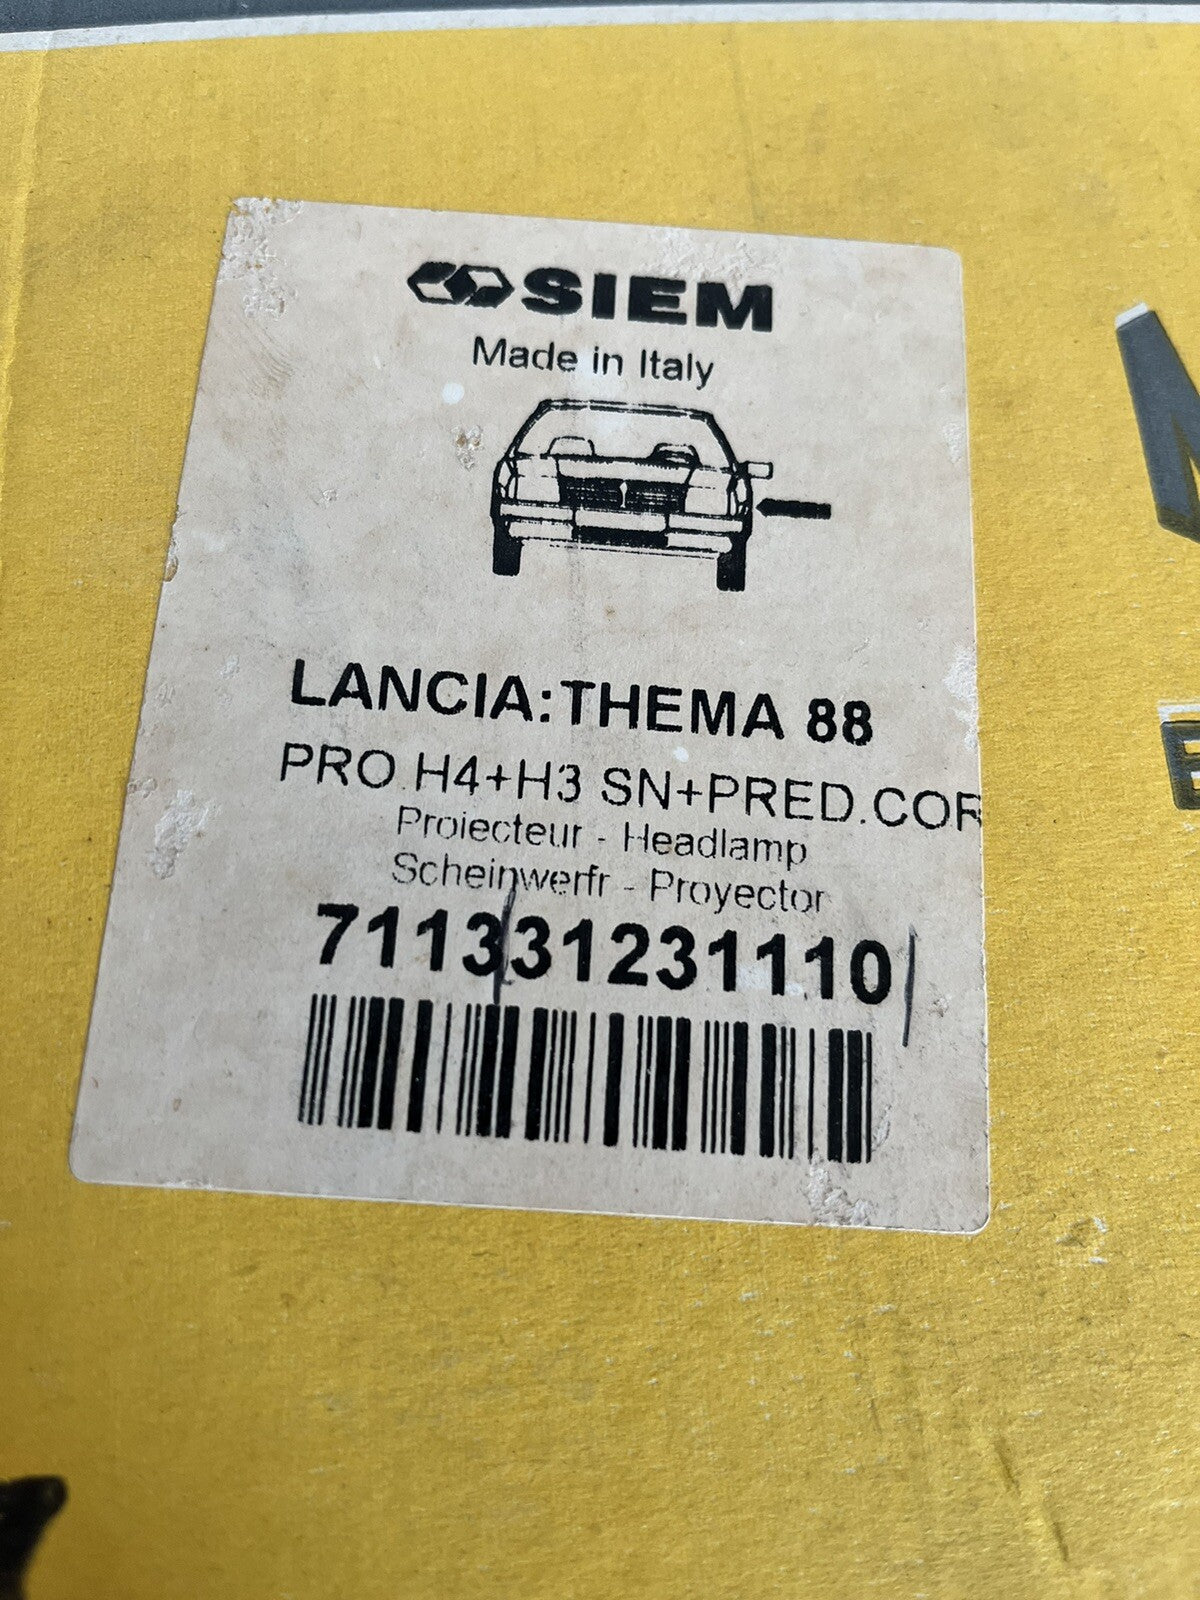 SIEM
Made in Italy
LANCIA:THEMA 88
PRO.H4+H3 SN+PRED.COR
Proiecteur - Headlamp
Scheinwerfr - Proyector
711331231110